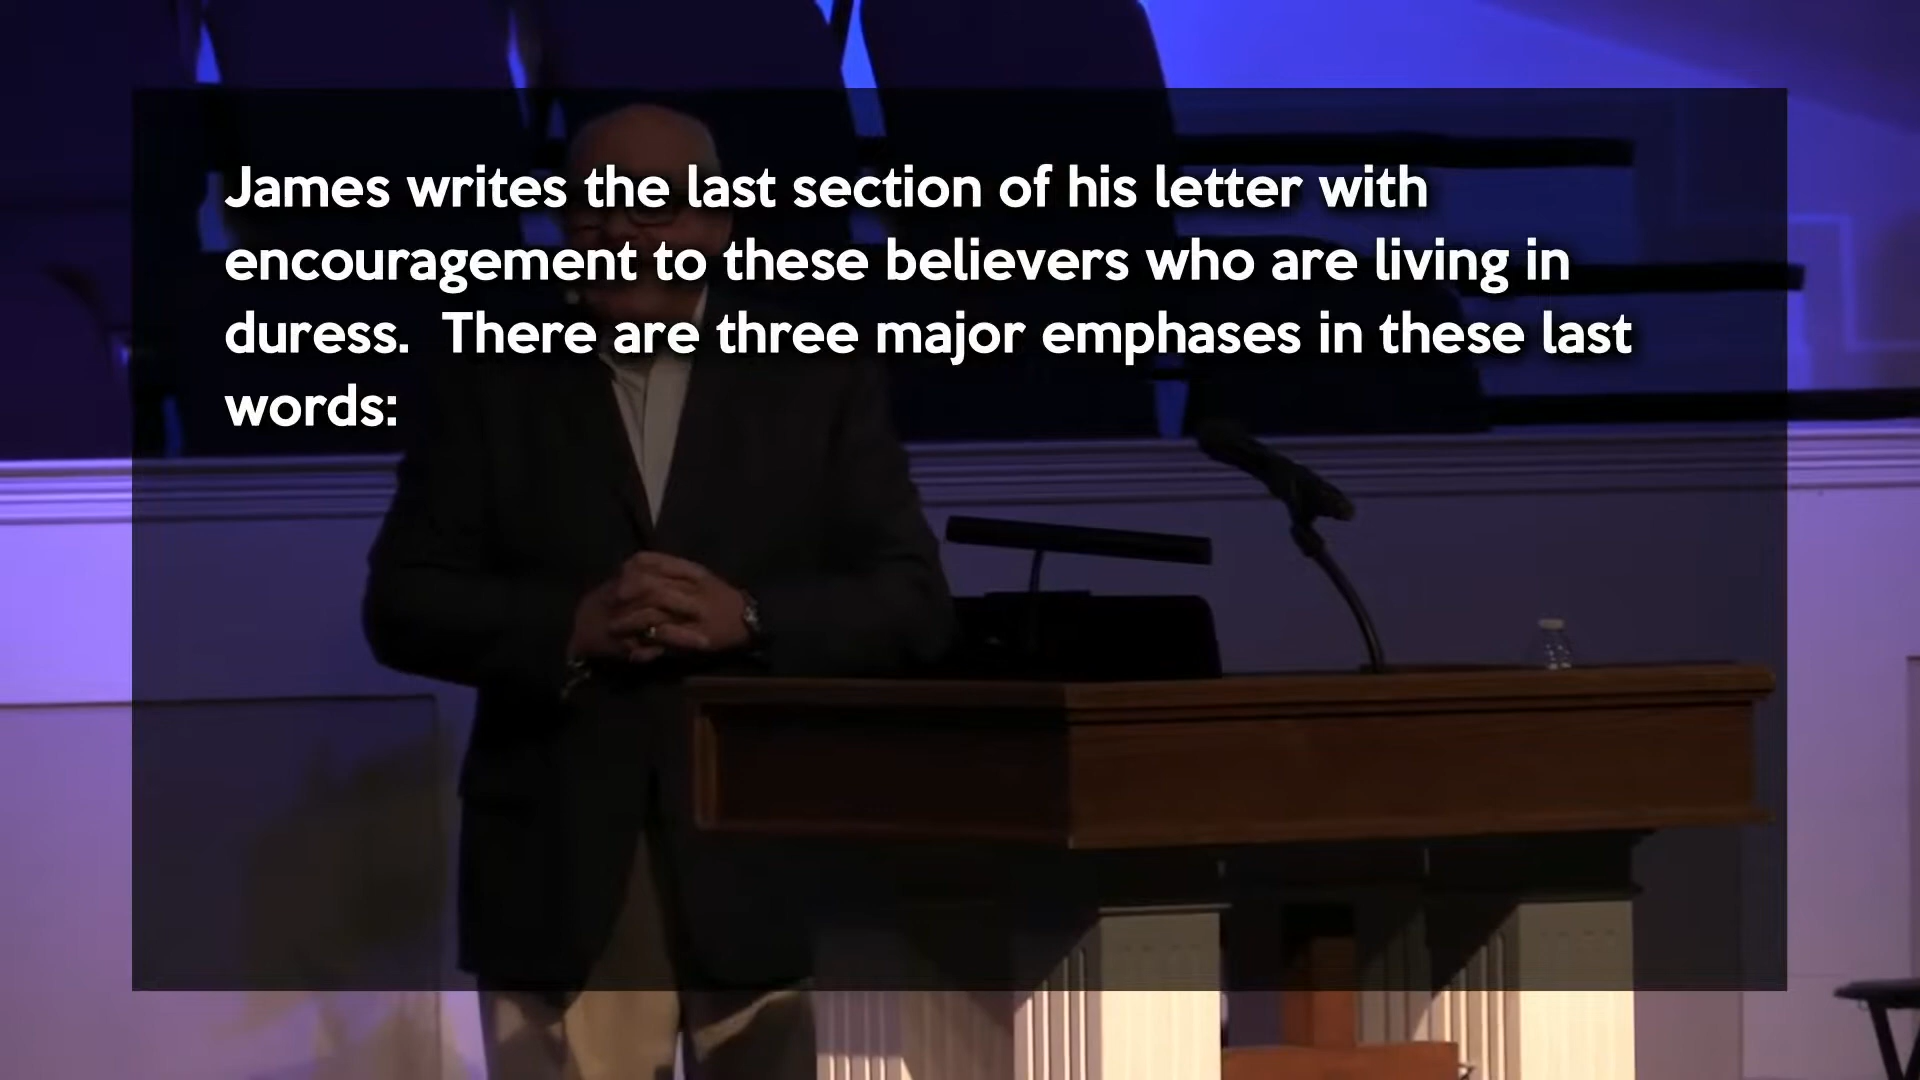 James writes the last section of his letter with
encouragement to these believers who are living in
duress.  There are three major emphases in these last
words: